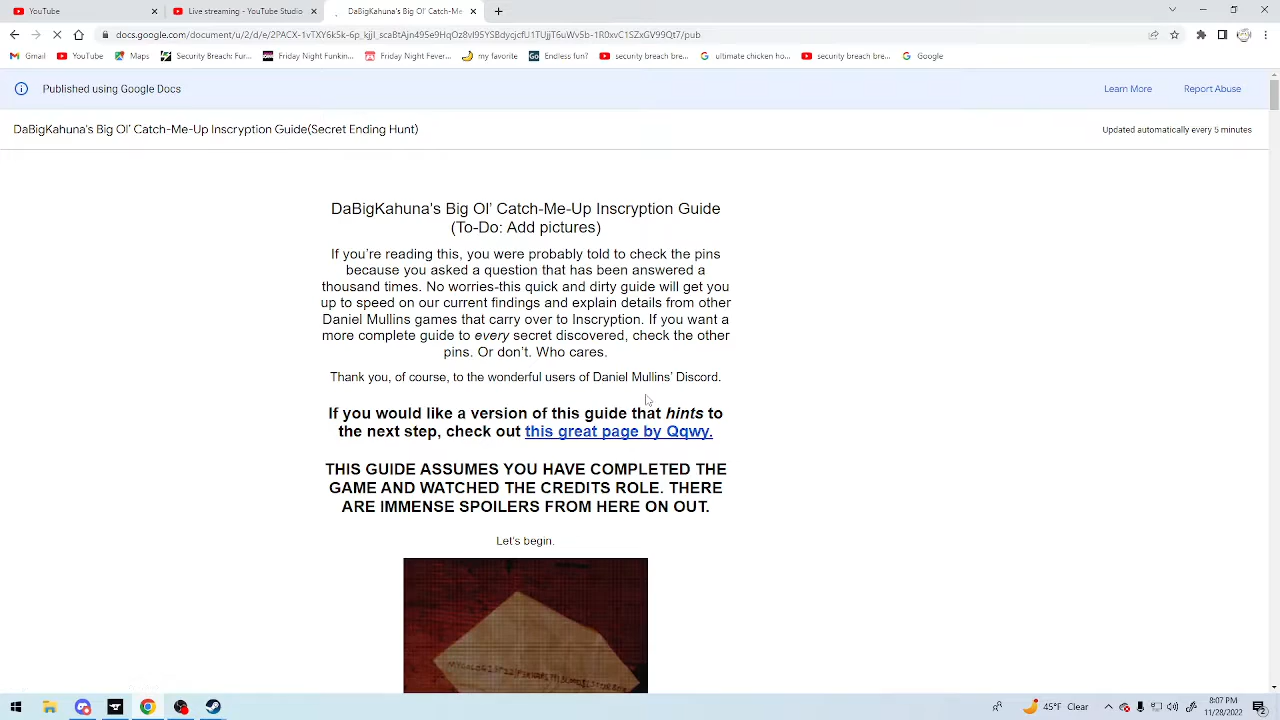 YouTube
Live streaming - YouTube Studio
DaBigKahuna's Big Ol' Catch-Me
Gmail
YouTube
Maps
Security Breach Fur...
Friday Night Funkin...
Friday Night Fever...
my favorite
Endless fun?
security breach bre...
ultimate chicken ho...
security breach bre...
Google
Published using Google Docs
Learn More
Report Abuse
DaBigKahuna's Big Ol' Catch-Me-Up Inscryption Guide(Secret Ending Hunt)
Updated automatically every 5 minutes
DaBigKahuna's Big Ol' Catch-Me-Up Inscryption Guide
(To-Do: Add pictures)
If you're reading this, you were probably told to check the pins
because you asked a question that has been answered a
thousand times. No worries-this quick and dirty guide will get you
up to speed on our current findings and explain details from other
Daniel Mullins games that carry over to Inscryption. If you want a
more complete guide to every secret discovered, check the other
pins. Or don't. Who cares.
Thank you, of course, to the wonderful users of Daniel Mullins' Discord.
If you would like a version of this guide that hints to
the next step, check out this great page by Qqwy.
THIS GUIDE ASSUMES YOU HAVE COMPLETED THE
GAME AND WATCHED THE CREDITS ROLE. THERE
ARE IMMENSE SPOILERS FROM HERE ON OUT.
Let's begin.
45°F Clear
8:07 PM
11/28/2022